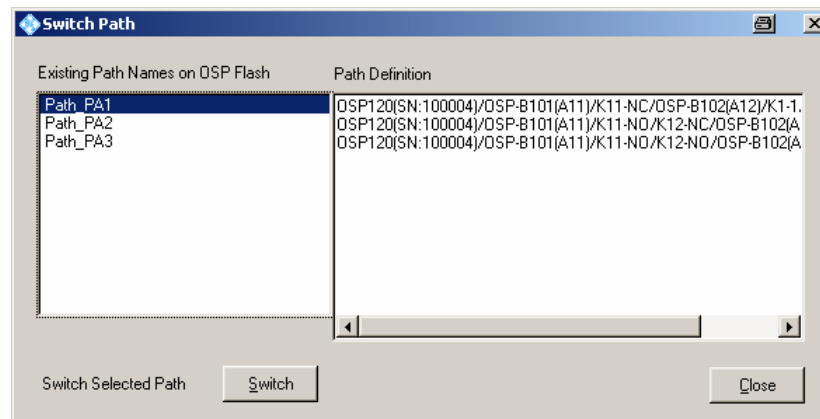 Switch Path
Existing Path Names on OSP Flash
Path Definition
Path_PA1
Path_PA2
Path_PA3
OSP120(SN:100004)/OSP-B101(A11)/K11-NC/OSP-B102(A12)/K1-1.
OSP120(SN:100004)/OSP-B101(A11)/K11-NO/K12-NC/OSP-B102(A
OSP120(SN:100004)/OSP-B101(A11)/K11-NO/K12-NO/OSP-B102(A
Switch Selected Path
Switch
Close